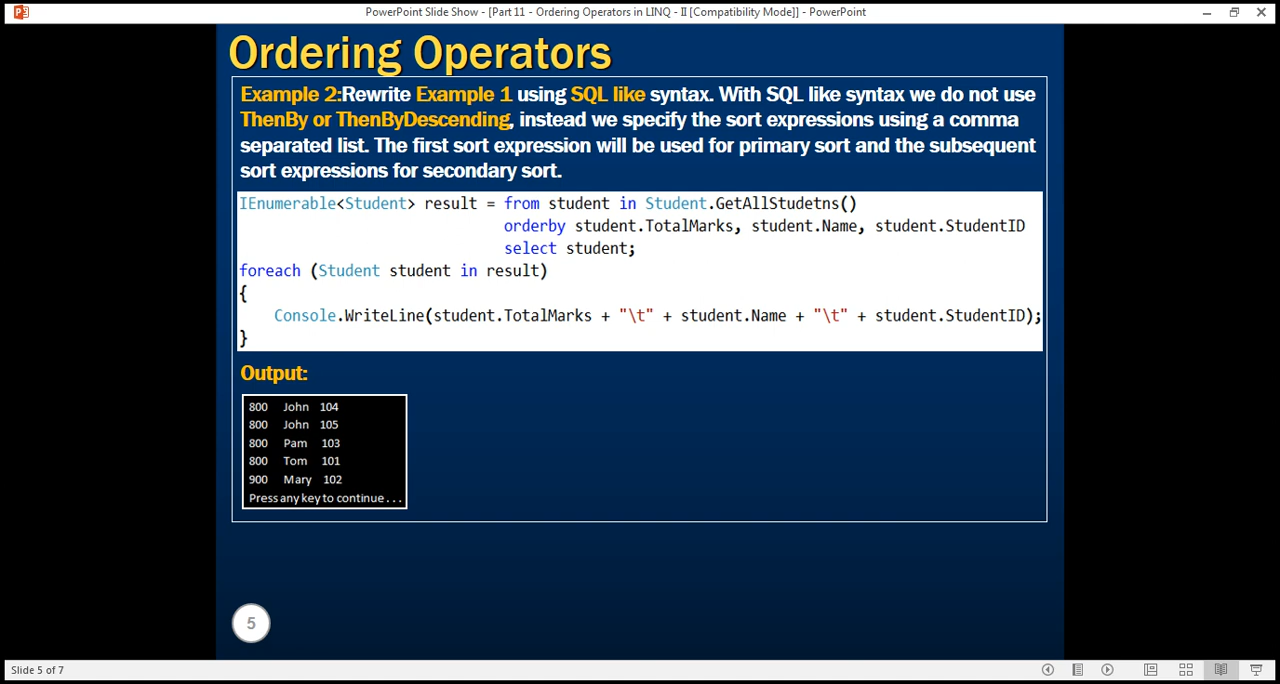 PowerPoint Slide Show - [Part 11 - Ordering Operators in LINQ - II [Compatibility Mode]] - PowerPoint
Ordering Operators
Example 2:Rewrite Example 1 using SQL like syntax. With SQL like syntax we do not use
ThenBy or ThenByDescending, instead we specify the sort expressions using a comma
separated list. The first sort expression will be used for primary sort and the subsequent
sort expressions for secondary sort.
IEnumerable<Student> result = from student in Student.GetAllStudetns()
orderby student.TotalMarks, student.Name, student.StudentID
select student;
foreach (Student student in result)
{
Console.WriteLine(student.TotalMarks + "\t" + student.Name + "\t" + student.StudentID);
}
Output:
800 John 104
800 John 105
800 Pam 103
800 Tom 101
900 Mary 102
Press any key to continue . . .
5
Slide 5 of 7